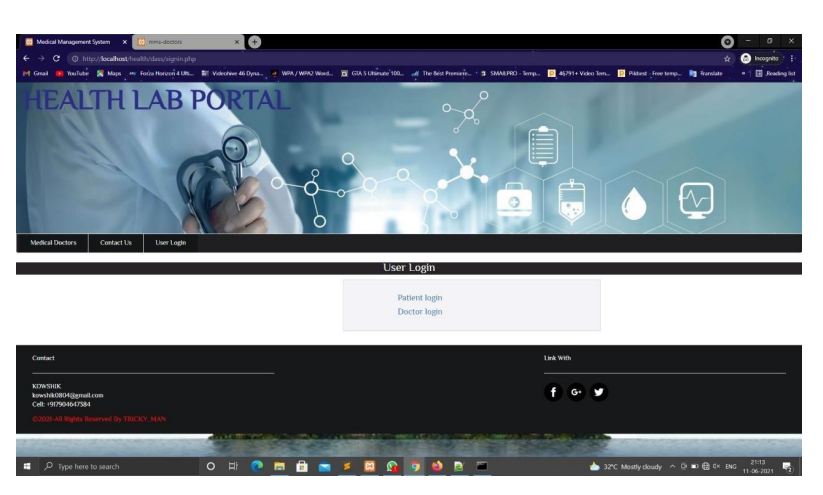 Medical Management System
mms-doctors
http://localhost/health/dass/signin.php
Incognito
Gmail YouTube Maps Forza Horizon 4 Ulti... Videohive 46 Dyna... WPA / WPA2 Word... GTA 5 Ultimate 100... The Best Premiere... SMAILPRO - Temp... 46791+ Video Tem... Pikbest - Free temp... Translate » Reading list
HEALTH LAB PORTAL
Medical Doctors Contact Us User Login
User Login
Patient login
Doctor login
Contact
Link With
KOWSHIK
kowshik0804@gmail.com
Cell: +917904647584
©2021-All Rights Reserved By TRICKY_MAN
Type here to search
32°C Mostly cloudy
ENG
21:13
11-06-2021